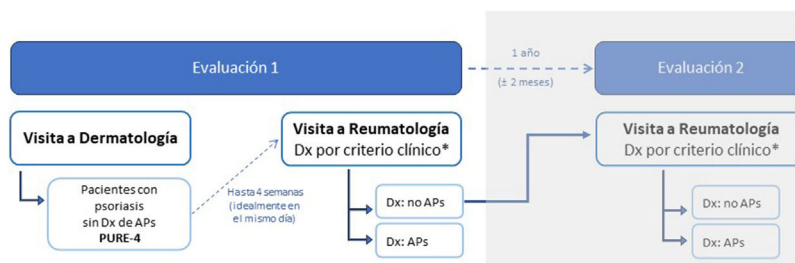 Evaluación 1
1 año
(± 2 meses)
Evaluación 2
Visita a Dermatología
Pacientes con
psoriasis
sin Dx de APs
PURE-4
Hasta 4 semanas
(idealmente en
el mismo día)
Visita a Reumatología
Dx por criterio clínico*
Dx: no APs
Dx: APs
Visita a Reumatología
Dx por criterio clínico*
Dx: no APs
Dx: APs